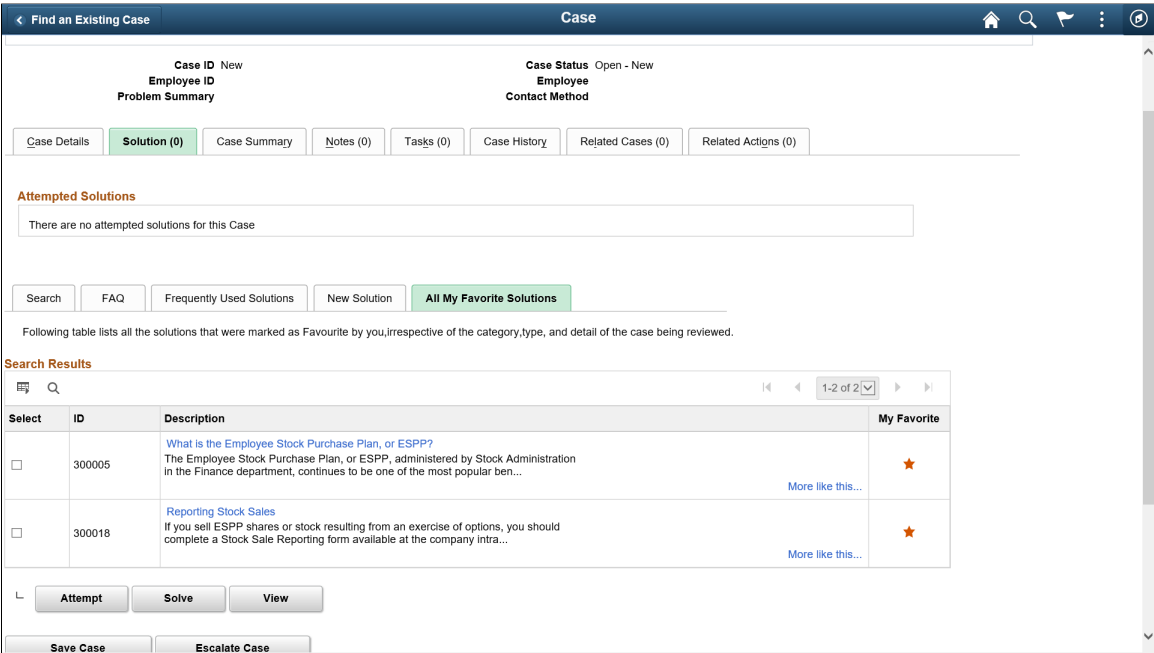 Find an Existing Case
Case
Case ID New
Case Status Open - New
Employee ID
Employee
Problem Summary
Contact Method
Case Details
Solution (0)
Case Summary
Notes (0)
Tasks (0)
Case History
Related Cases (0)
Related Actions (0)
Attempted Solutions
There are no attempted solutions for this Case
Search
FAQ
Frequently Used Solutions
New Solution
All My Favorite Solutions
Following table lists all the solutions that were marked as Favourite by you,irrespective of the category,type, and detail of the case being reviewed.
Search Results
1-2 of 2
Select ID Description My Favorite
What is the Employee Stock Purchase Plan, or ESPP?
300005
The Employee Stock Purchase Plan, or ESPP, administered by Stock Administration
in the Finance department, continues to be one of the most popular ben...
More like this...
Reporting Stock Sales
300018
If you sell ESPP shares or stock resulting from an exercise of options, you should
complete a Stock Sale Reporting form available at the company intra...
More like this...
Attempt
Solve
View
Save Case
Escalate Case